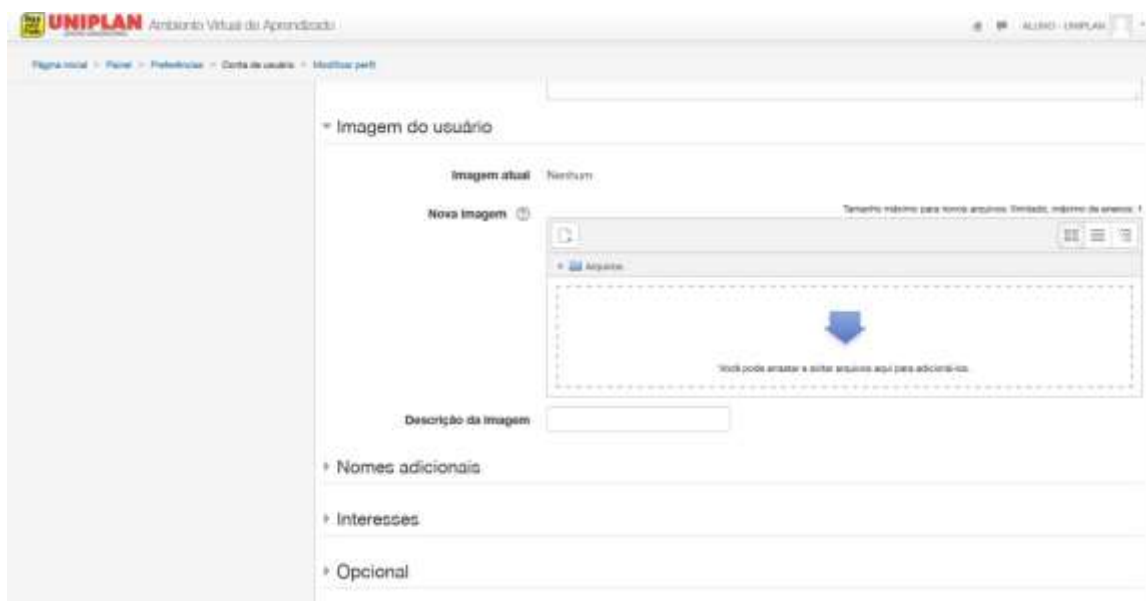 UNIPLAN Ambiente Virtual de Aprendizado
ALUNO - UNIPLAN
Página inicial > Painel > Preferências > Conta de usuário > Modificar perfil
Imagem do usuário
Imagem atual Nenhum
Nova imagem
Tamanho máximo para novos arquivos: Ilimitado, máximo de anexos: 1
Arquivos
Você pode arrastar e soltar arquivos aqui para adicioná-los.
Descrição da imagem
Nomes adicionais
Interesses
Opcional